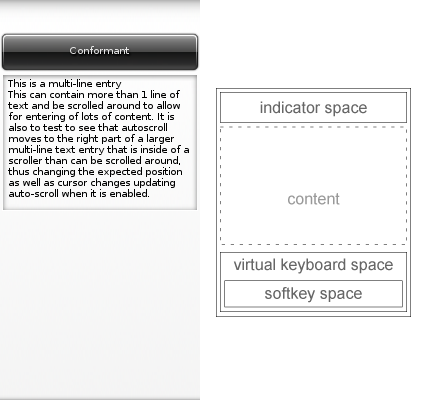 Conformant
This is a multi-line entry
This can contain more than 1 line of
text and be scrolled around to allow
for entering of lots of content. It is
also to test to see that autoscroll
moves to the right part of a larger
multi-line text entry that is inside of a
scroller than can be scrolled around,
thus changing the expected position
as well as cursor changes updating
auto-scroll when it is enabled.
indicator space
content
virtual keyboard space
softkey space